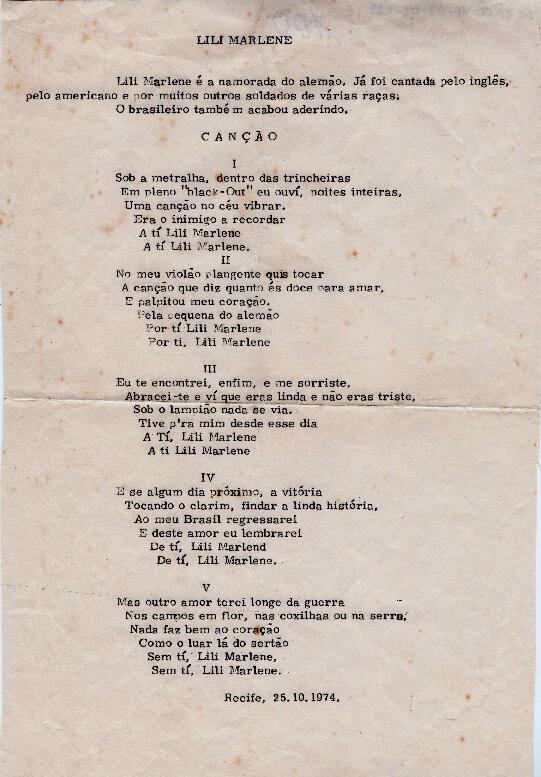 LILI MARLENE
Lili Marlene é a namorada do alemão. Já foi cantada pelo inglês,
pelo americano e por muitos outros soldados de várias raças.
O brasileiro também acabou aderindo.
CANÇÃO
I
Sob a metralha, dentro das trincheiras
Em pleno "black-Out" eu ouví, noites inteiras,
Uma canção no céu vibrar.
Era o inimigo a recordar
A tí Lili Marlene
A tí Lili Marlene.
II
No meu violão plangente quis tocar
A canção que diz quanto és doce para amar,
E palpitou meu coração.
Pela pequena do alemão
Por tí Lili Marlene
Por ti, Lili Marlene
III
Eu te encontrei, enfim, e me sorriste,
Abracei-te e ví que eras linda e não eras triste,
Sob o lampião nada se via.
Tive p'ra mim desde esse dia
A Tí, Lili Marlene
A ti Lili Marlene
IV
E se algum dia próximo, a vitória
Tocando o clarim, findar a linda história,
Ao meu Brasil regressarei
E deste amor eu lembrarei
De tí, Lili Marlend
De tí, Lili Marlene.
V
Mas outro amor terei longe da guerra
Nos campos em flor, nas coxilhas ou na serra,
Nada faz bem ao coração
Como o luar lá do sertão
Sem tí, Lili Marlene,
Sem tí, Lili Marlene.
Recife, 25.10.1974.